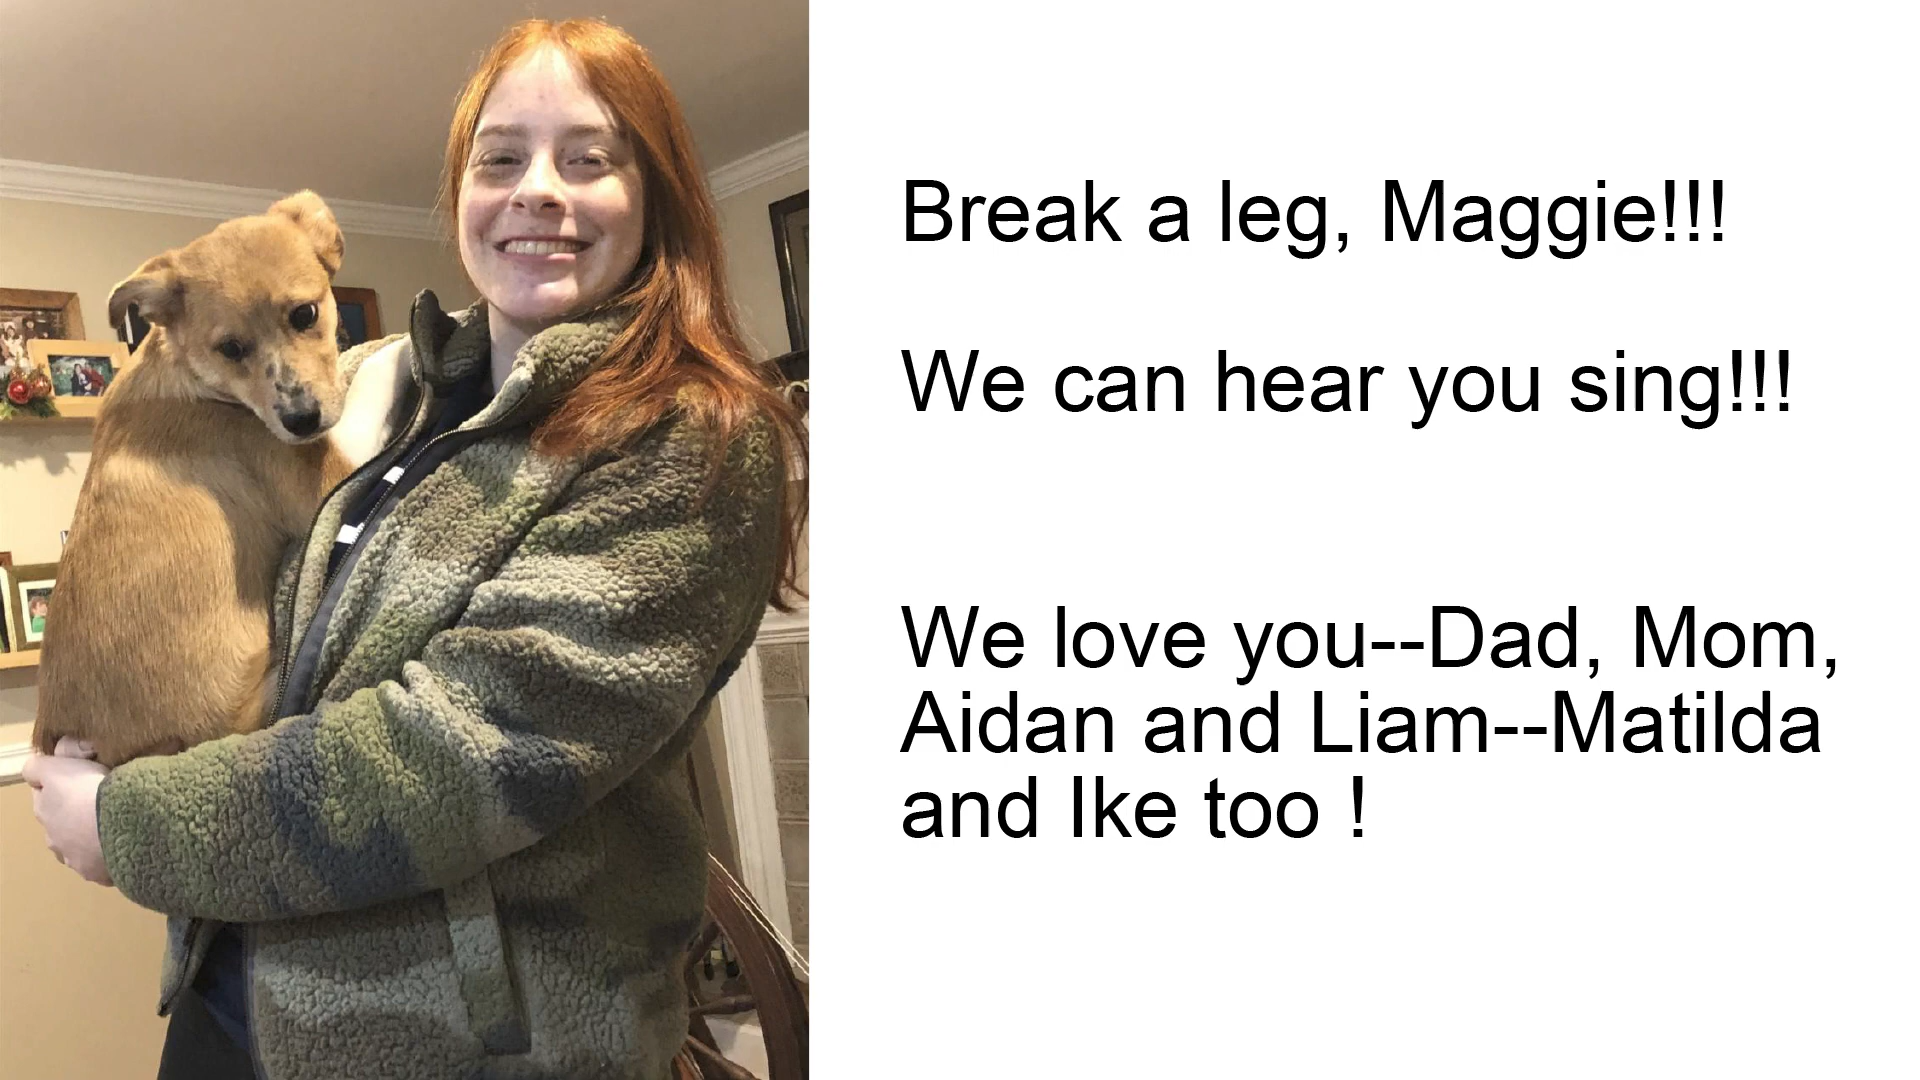 Break a leg, Maggie!!!
We can hear you sing!!!
We love you--Dad, Mom,
Aidan and Liam--Matilda
and Ike too !